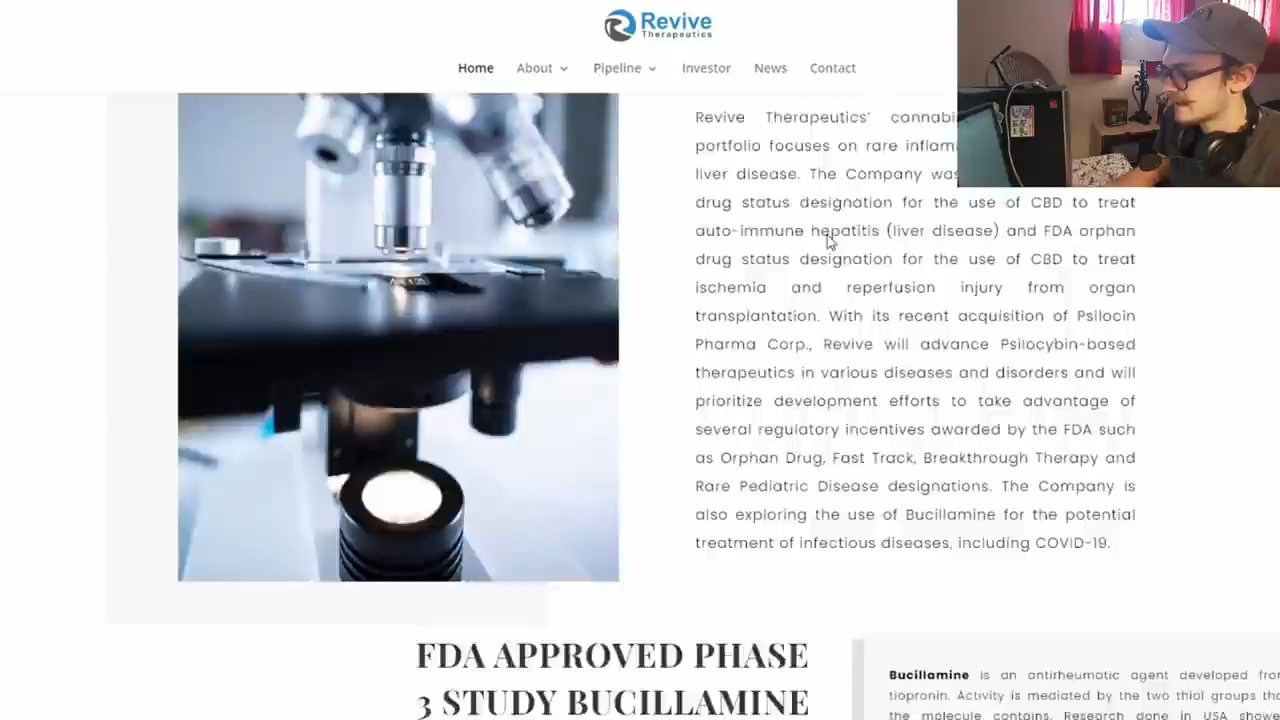 Revive
Therapeutics
Home About Pipeline Investor News Contact
Revive Therapeutics'
portfolio focuses on rare
liver disease. The Company
drug status designation for the use of CBD to treat
auto-immune hepatitis (liver disease) and FDA orphan
drug status designation for the use of CBD to treat
ischemia and reperfusion injury from organ
transplantation. With its recent acquisition of Psilocin
Pharma Corp., Revive will advance Psilocybin-based
therapeutics in various diseases and disorders and will
prioritize development efforts to take advantage of
several regulatory incentives awarded by the FDA such
as Orphan Drug, Fast Track, Breakthrough Therapy and
Rare Pediatric Disease designations. The Company is
also exploring the use of Bucillamine for the potential
treatment of infectious diseases, including COVID-19.
FDA APPROVED PHASE
3 STUDY BUCILLAMINE
Bucillamine is an antirheumatic agent developed
tiopronin. Activity is mediated by the two thiol groups
the molecule contains. Research done in USA